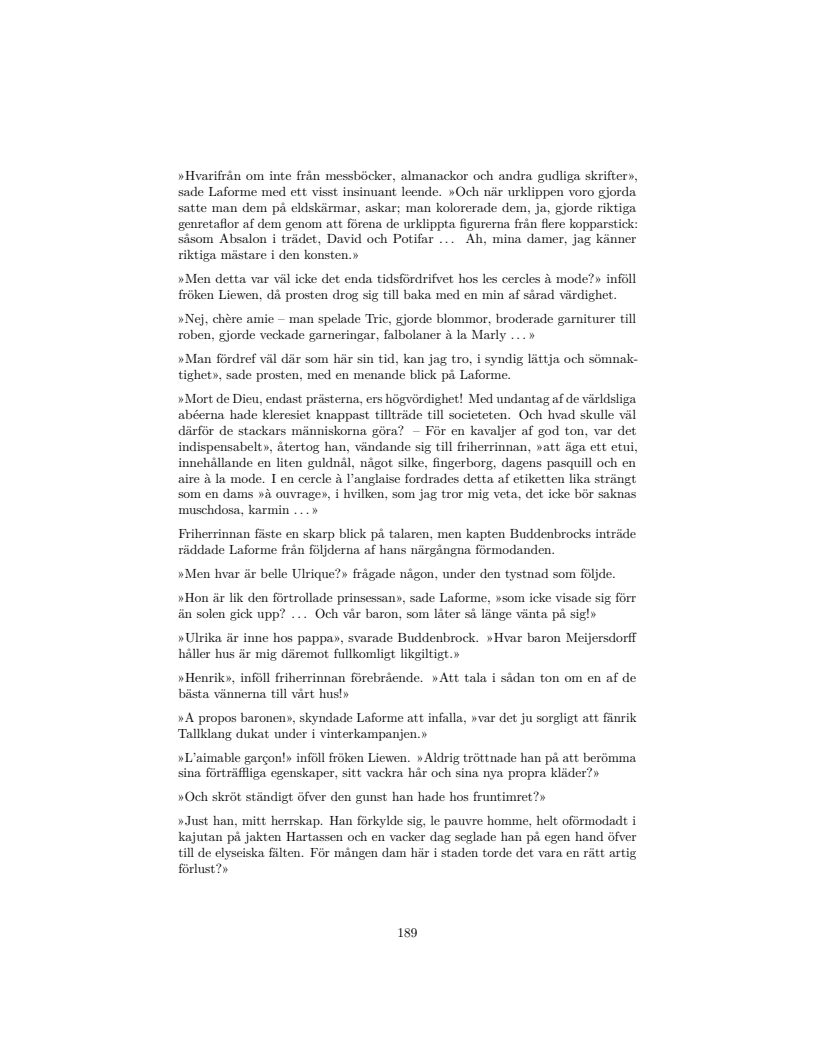 »Hvarifrån om inte från messböcker, almanackor och andra gudliga skrifter»,
sade Laforme med ett visst insinuant leende. »Och när urklippen voro gjorda
satte man dem på eldskärmar, askar; man kolorerade dem, ja, gjorde riktiga
genretaflor af dem genom att förena de urklippta figurerna från flere kopparstick:
såsom Absalon i trädet, David och Potifar ... Ah, mina damer, jag känner
riktiga mästare i den konsten.»
»Men detta var väl icke det enda tidsfördrifvet hos les cercles à mode?» inföll
fröken Liewen, då prosten drog sig till baka med en min af sårad värdighet.
»Nej, chère amie – man spelade Tric, gjorde blommor, broderade garniturer till
roben, gjorde veckade garneringar, falbolaner à la Marly ... »
»Man fördref väl där som här sin tid, kan jag tro, i syndig lättja och sömnak-
tighet», sade prosten, med en menande blick på Laforme.
»Mort de Dieu, endast prästerna, ers högvördighet! Med undantag af de världsliga
abéerna hade kleresiet knappast tillträde till societeten. Och hvad skulle väl
därför de stackars människorna göra? – För en kavaljer af god ton, var det
indispensabelt», återtog han, vändande sig till friherrinnan, »att äga ett etui,
innehållande en liten guldnål, något silke, fingerborg, dagens pasquill och en
aire à la mode. I en cercle à l'anglaise fordrades detta af etiketten lika strängt
som en dams »à ouvrage», i hvilken, som jag tror mig veta, det icke bör saknas
muschdosa, karmin ... »
Friherrinnan fäste en skarp blick på talaren, men kapten Buddenbrocks inträde
räddade Laforme från följderna af hans närgångna förmodanden.
»Men hvar är belle Ulrique?» frågade någon, under den tystnad som följde.
»Hon är lik den förtrollade prinsessan», sade Laforme, »som icke visade sig förr
än solen gick upp? ... Och vår baron, som låter så länge vänta på sig!»
»Ulrika är inne hos pappa», svarade Buddenbrock. »Hvar baron Meijersdorff
håller hus är mig däremot fullkomligt likgiltigt.»
»Henrik», inföll friherrinnan förebrående. »Att tala i sådan ton om en af de
bästa vännerna till vårt hus!»
»A propos baronen», skyndade Laforme att infalla, »var det ju sorgligt att fänrik
Tallklang dukat under i vinterkampanjen.»
»L'aimable garçon!» inföll fröken Liewen. »Aldrig tröttnade han på att berömma
sina förträffliga egenskaper, sitt vackra hår och sina nya propra kläder?»
»Och skröt ständigt öfver den gunst han hade hos fruntimret?»
»Just han, mitt herrskap. Han förkylde sig, le pauvre homme, helt oförmodadt i
kajutan på jakten Hartassen och en vacker dag seglade han på egen hand öfver
till de elyseiska fälten. För mången dam här i staden torde det vara en rätt artig
förlust?»
189